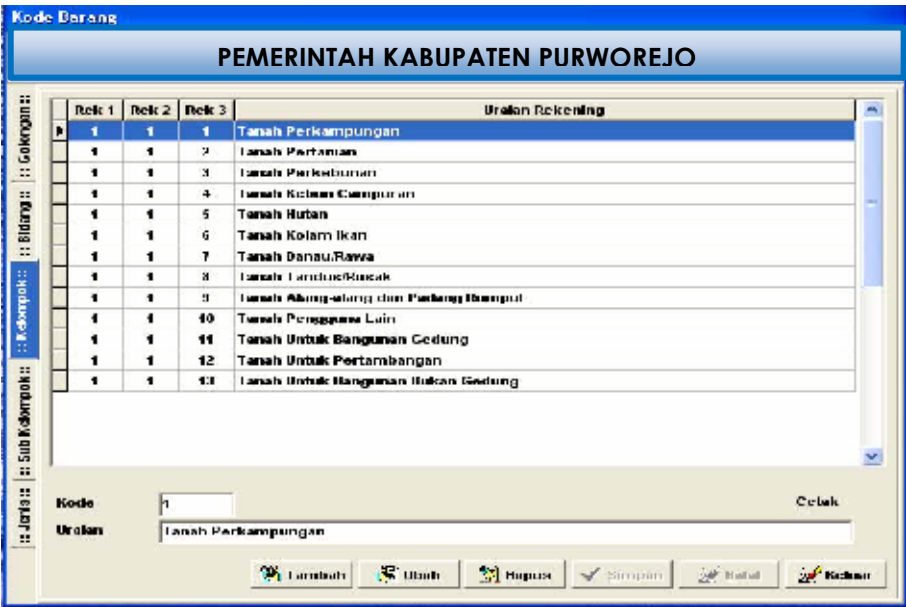 Kode Barang
PEMERINTAH KABUPATEN PURWOREJO
:: Golongan ::
:: Bidang ::
:: Kelompok ::
:: Sub Kelompok ::
:: Jenis ::
Rek 1 Rek 2 Rek 3 Uraian Rekening
1 1 1 Tanah Perkampungan
1 1 2 Tanah Pertanian
1 1 3 Tanah Perkebunan
1 1 4 Tanah Kebun Campuran
1 1 5 Tanah Hutan
1 1 6 Tanah Kolam Ikan
1 1 7 Tanah Danau/Rawa
1 1 8 Tanah Tandus/Rusak
1 1 9 Tanah Alang-alang dan Padang Rumput
1 1 10 Tanah Pengguna Lain
1 1 11 Tanah Untuk Bangunan Gedung
1 1 12 Tanah Untuk Pertambangan
1 1 13 Tanah Untuk Bangunan Bukan Gedung
Kode 1 Cetak
Uraian Tanah Perkampungan
Tambah Ubah Hapus Simpan Batal Keluar